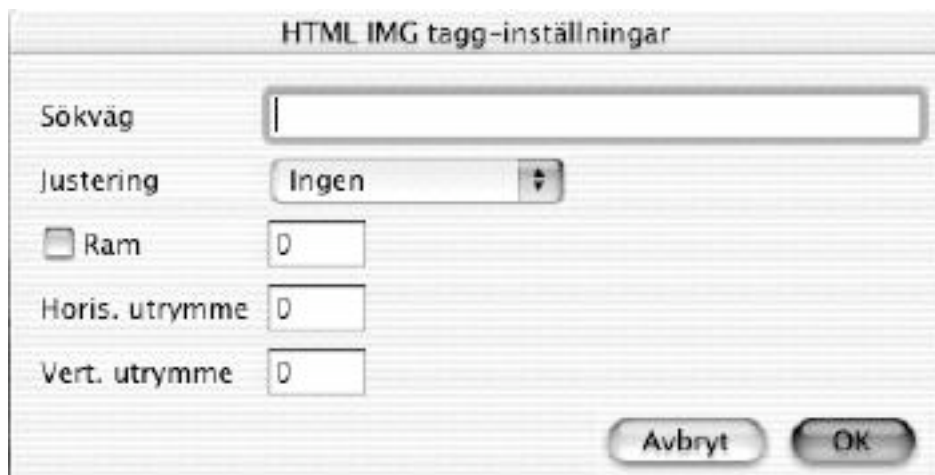 HTML IMG tagg-inställningar
Sökväg
Justering Ingen
Ram 0
Horis. utrymme 0
Vert. utrymme 0
Avbryt OK